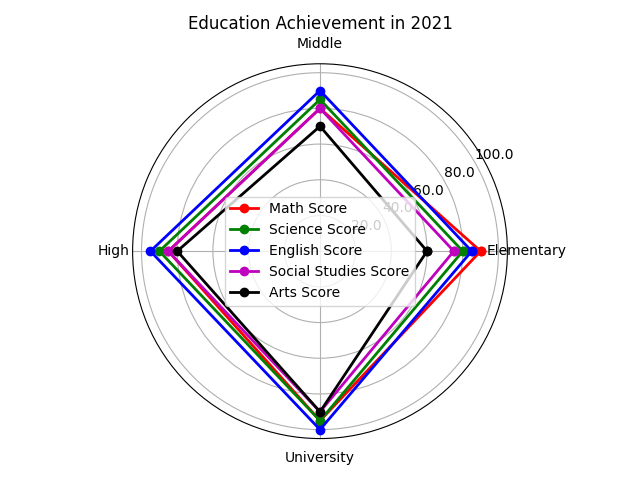 Education Achievement in 2021
Middle
100.0
80.0
60.0
40.0
20.0
High
Elementary
Math Score
Science Score
English Score
Social Studies Score
Arts Score
University